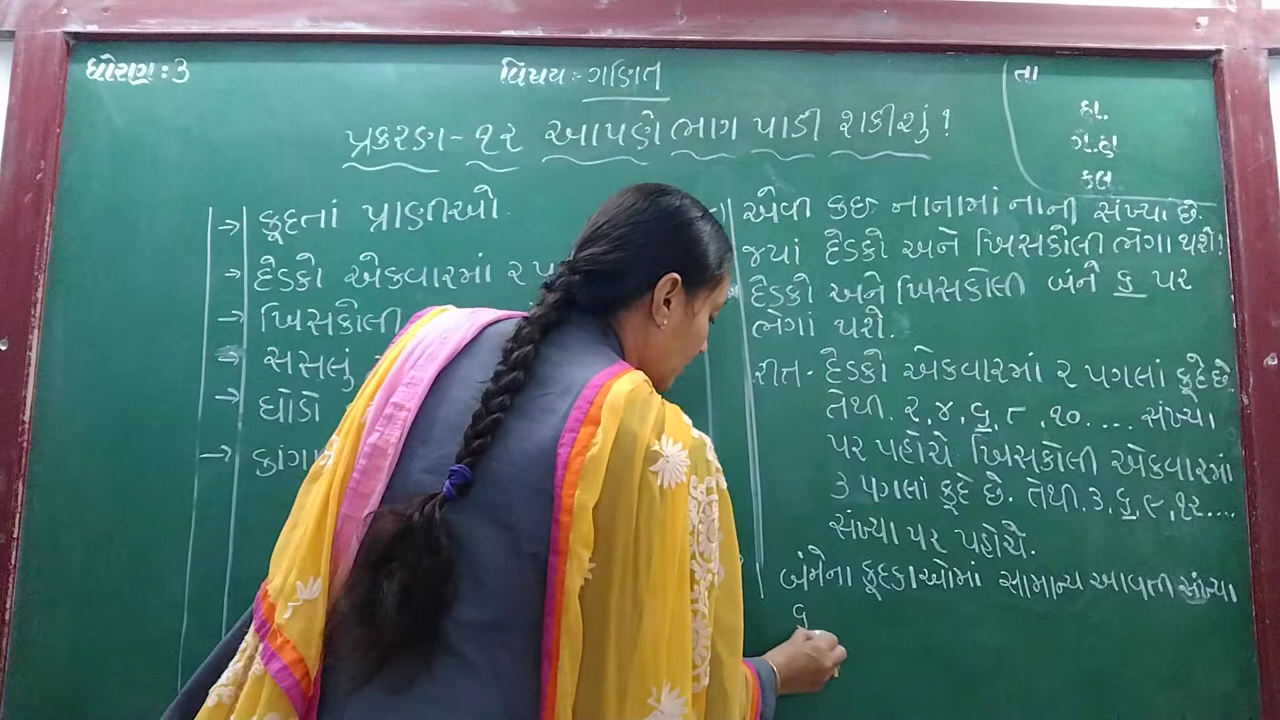 ધોરણ: 3
વિષય:- ગણિત
તા
હા.
ગે.હા
કુલ
પ્રકરણ - ૧૨ આપણે ભાગ પાડી શકીશું!
→ કૂદતાં પ્રાણીઓ.
→ દેડકો એકવારમાં ૨ પ
→ ખિસકોલી
→ સસલું
→ ઘોડો
→ કાંગા
એવી કઇ નાનામાં નાની સંખ્યા છે.
જ્યાં દેડકો અને ખિસકોલી ભેગા થશે!
દેડકો અને ખિસકોલી બંને ૬ પર
ભેગાં થશે.
રીત- દેડકો એકવારમાં ૨ પગલાં કૂદે છે.
તેથી. ૨,૪,૬,૮,૧૦.... સંખ્યા
પર પહોચે ખિસકોલી એકવારમાં
૩ પગલાં કૂદે છે. તેથી.૩,૬,૯,૧૨....
સંખ્યા પર પહોચે.
બંનેના કૂદકાઓમાં સામાન્ય આવતી સંખ્યા
૬